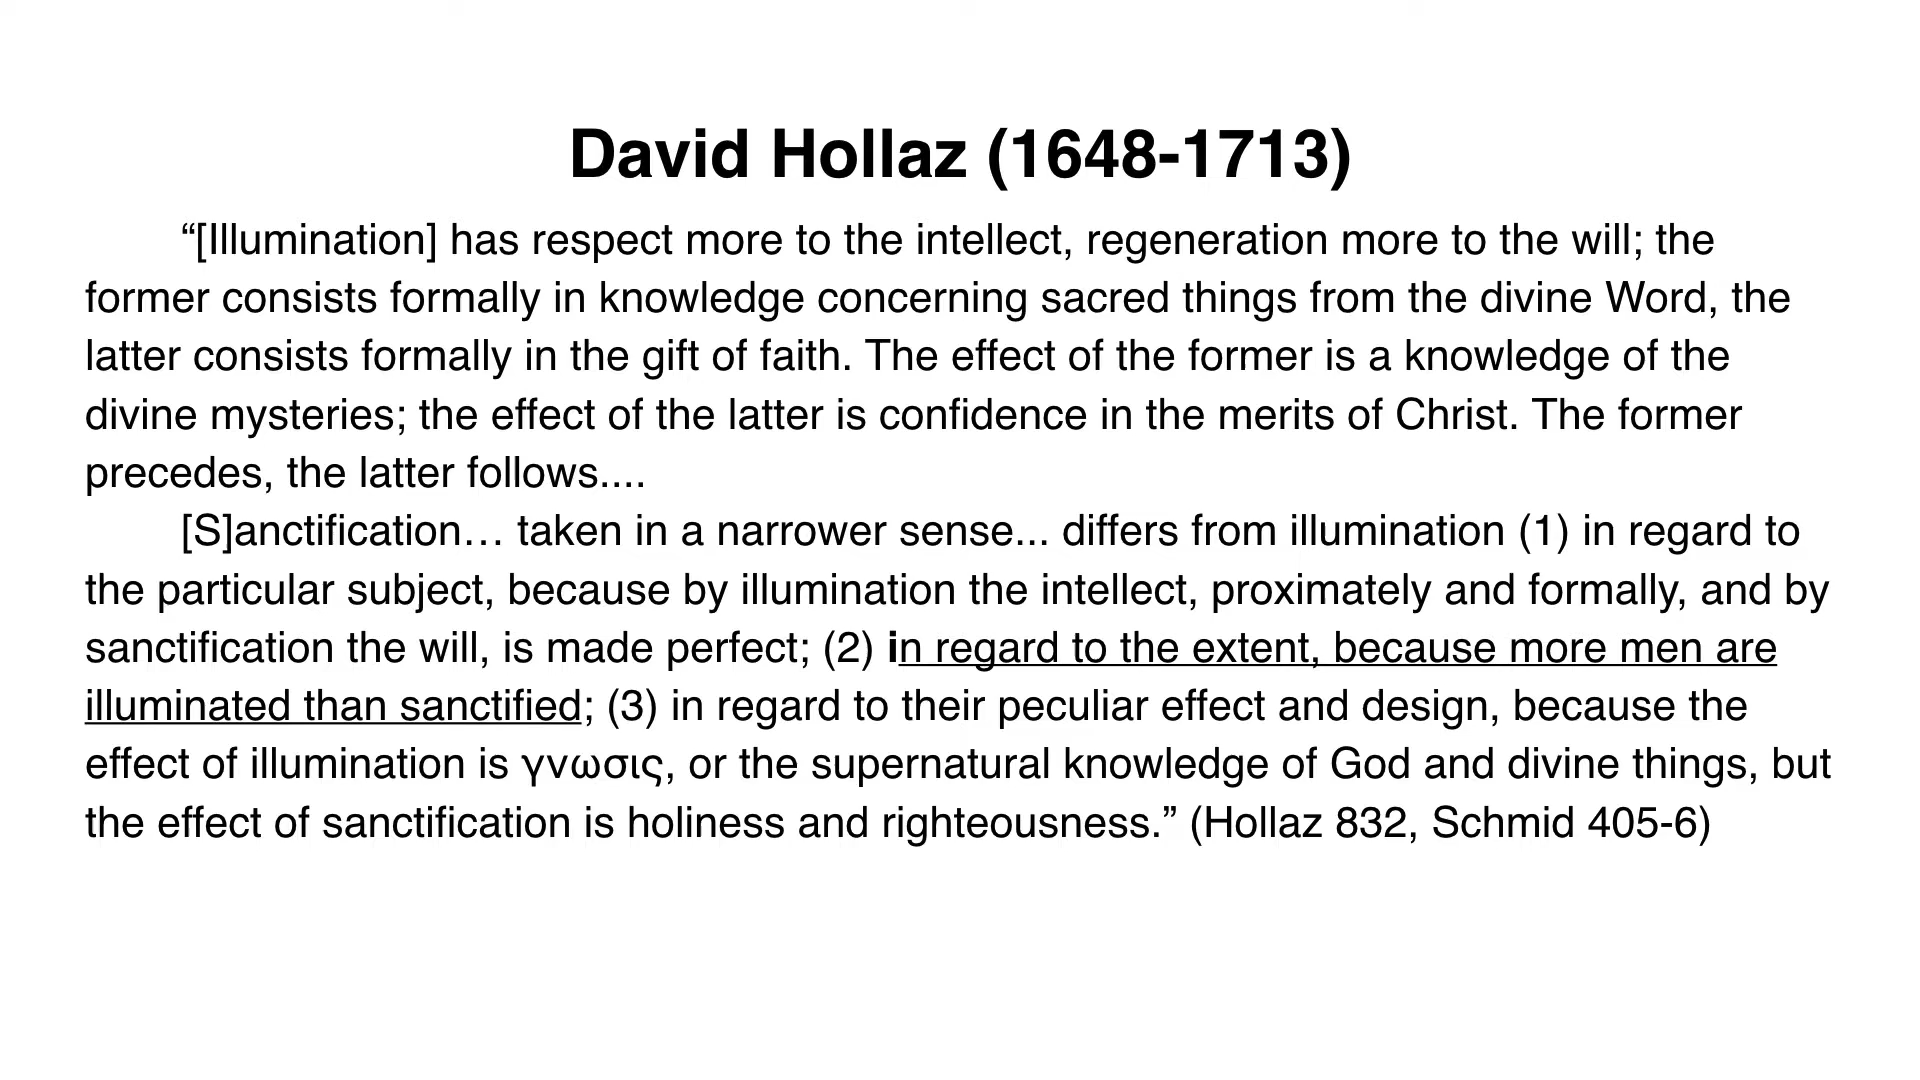 David Hollaz (1648-1713)
“[Illumination] has respect more to the intellect, regeneration more to the will; the
former consists formally in knowledge concerning sacred things from the divine Word, the
latter consists formally in the gift of faith. The effect of the former is a knowledge of the
divine mysteries; the effect of the latter is confidence in the merits of Christ. The former
precedes, the latter follows....
[S]anctification… taken in a narrower sense... differs from illumination (1) in regard to
the particular subject, because by illumination the intellect, proximately and formally, and by
sanctification the will, is made perfect; (2) in regard to the extent, because more men are
illuminated than sanctified; (3) in regard to their peculiar effect and design, because the
effect of illumination is γνωσις, or the supernatural knowledge of God and divine things, but
the effect of sanctification is holiness and righteousness.” (Hollaz 832, Schmid 405-6)